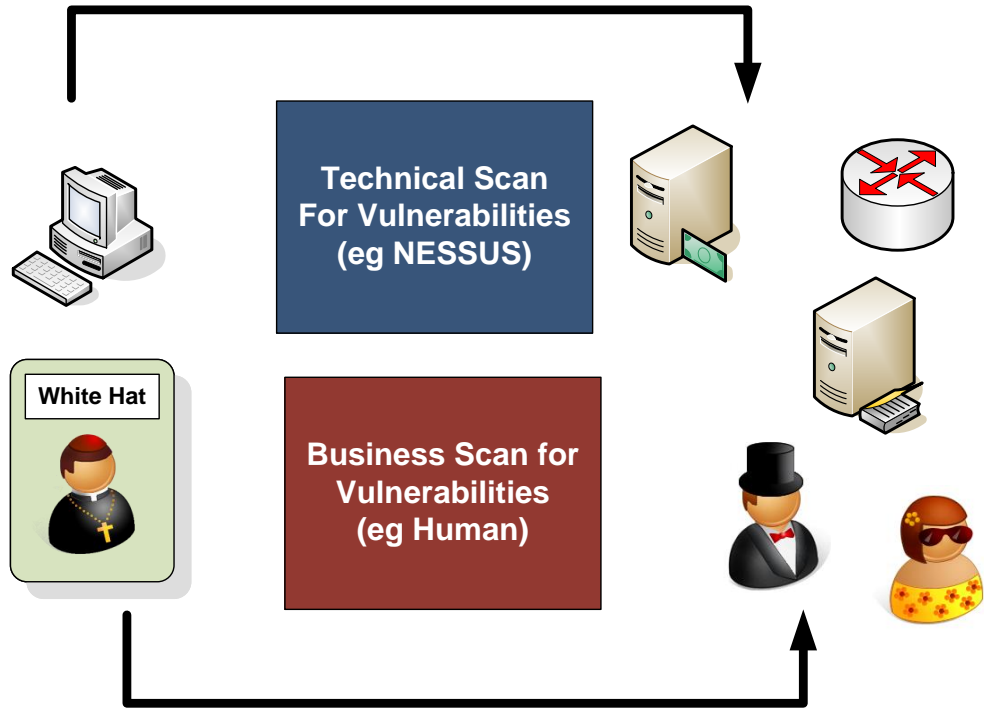 Technical Scan
For Vulnerabilities
(eg NESSUS)
White Hat
Business Scan for
Vulnerabilities
(eg Human)